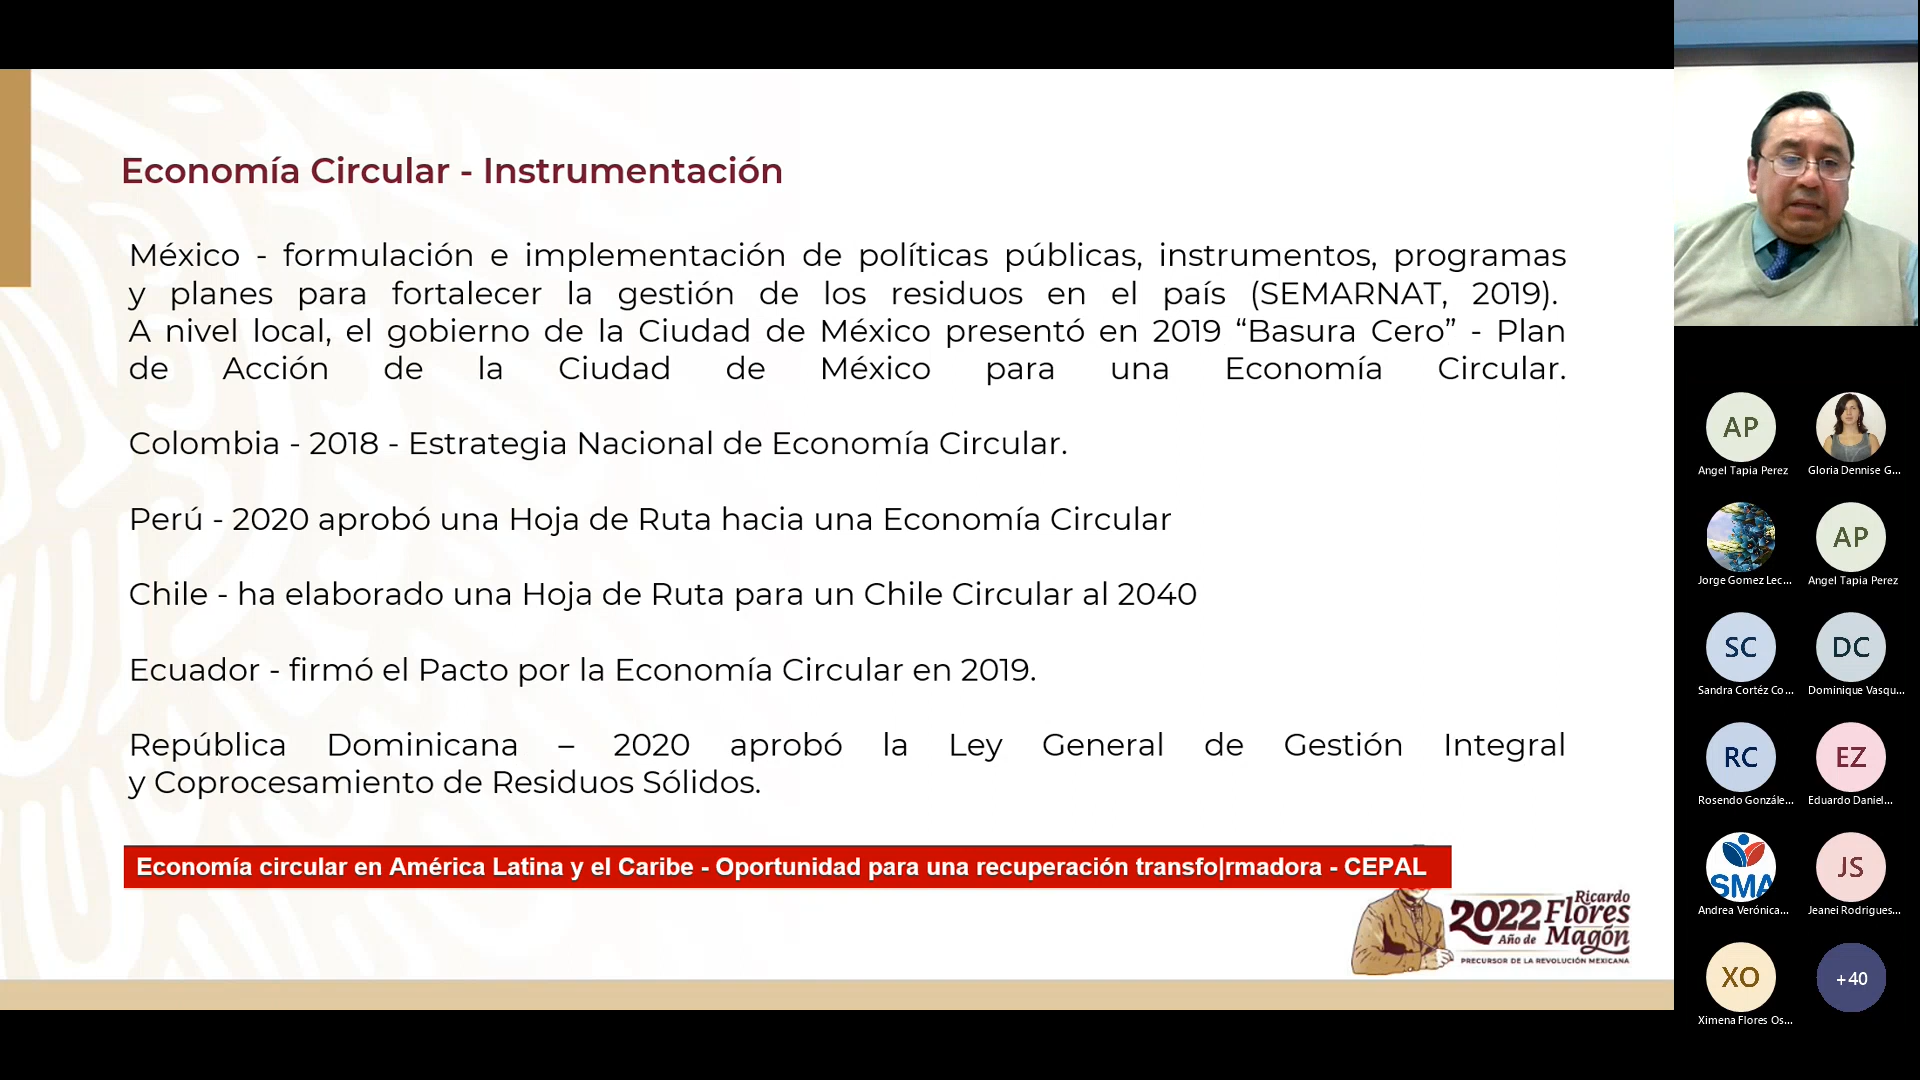 Economía Circular - Instrumentación
México - formulación e implementación de políticas públicas, instrumentos, programas
y planes para fortalecer la gestión de los residuos en el país (SEMARNAT, 2019).
A nivel local, el gobierno de la Ciudad de México presentó en 2019 “Basura Cero” - Plan
de Acción de la Ciudad de México para una Economía Circular.
Colombia - 2018 - Estrategia Nacional de Economía Circular.
Perú - 2020 aprobó una Hoja de Ruta hacia una Economía Circular
Chile - ha elaborado una Hoja de Ruta para un Chile Circular al 2040
Ecuador - firmó el Pacto por la Economía Circular en 2019.
República Dominicana – 2020 aprobó la Ley General de Gestión Integral
y Coprocesamiento de Residuos Sólidos.
Economía circular en América Latina y el Caribe - Oportunidad para una recuperación transfo|rmadora - CEPAL
2022 Ricardo
Flores
Año de Magón
PRECURSOR DE LA REVOLUCIÓN MEXICANA
AP
Angel Tapia Perez
Gloria Dennise G...
Jorge Gomez Lec...
AP
Angel Tapia Perez
SC
Sandra Cortéz Co...
DC
Dominique Vasqu...
RC
Rosendo Gonzále...
EZ
Eduardo Daniel...
SMA
Andrea Verónica...
JS
Jeanei Rodrigues...
XO
Ximena Flores Os...
+40